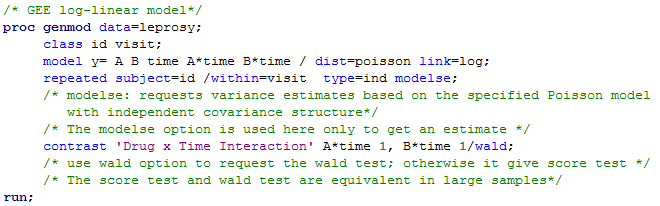 /* GEE log-linear model*/
proc genmod data=leprosy;
class id visit;
model y= A B time A*time B*time / dist=poisson link=log;
repeated subject=id /within=visit type=ind modelse;
/* modelse: requests variance estimates based on the specified Poisson model
with independent covariance structure*/
/* The modelse option is used here only to get an estimate */
contrast 'Drug x Time Interaction' A*time 1, B*time 1/wald;
/* use wald option to request the wald test; otherwise it give score test */
/* The score test and wald test are equivalent in large samples*/
run;